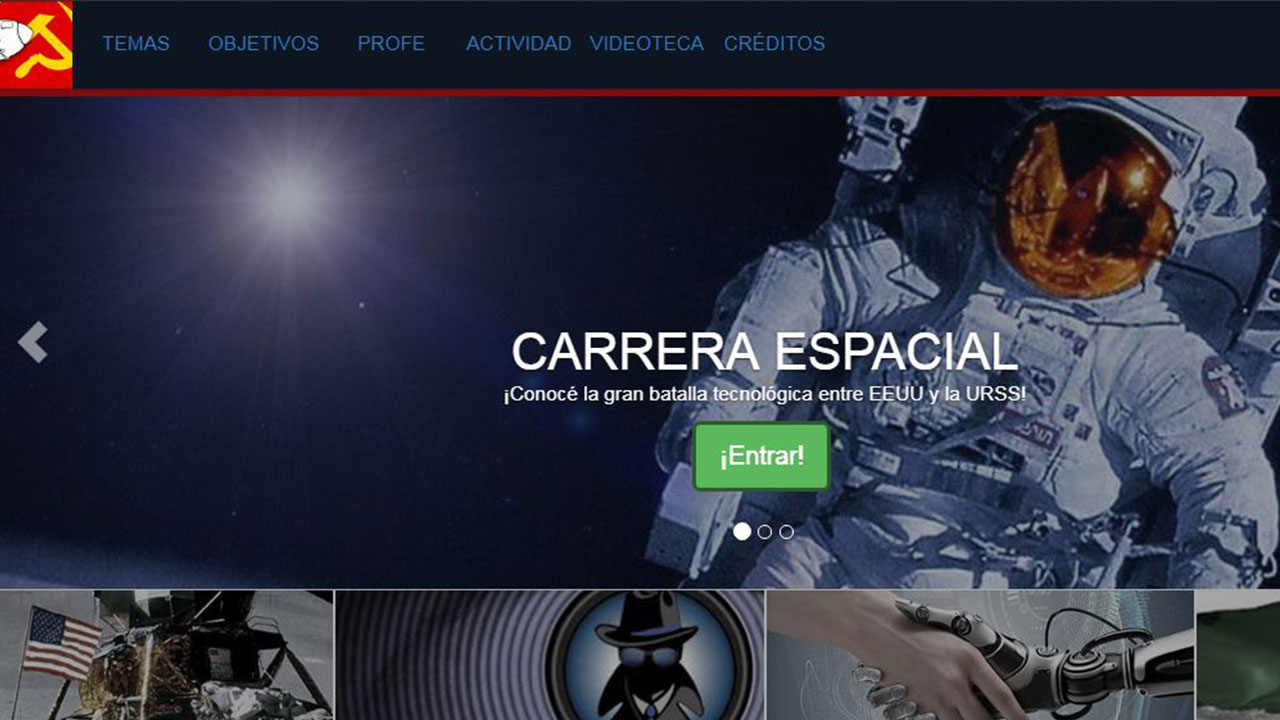 TEMAS OBJETIVOS PROFE ACTIVIDAD VIDEOTECA CRÉDITOS
CARRERA ESPACIAL
¡Conocé la gran batalla tecnológica entre EEUU y la URSS!
¡Entrar!